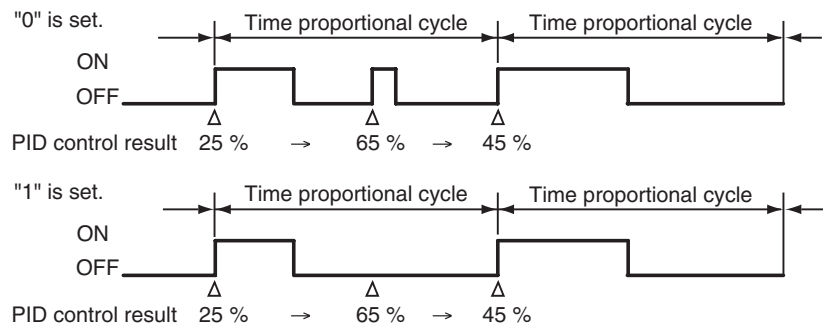 "0" is set.
Time proportional cycle Time proportional cycle
ON
OFF
PID control result 25 % → 65 % → 45 %
"1" is set.
Time proportional cycle Time proportional cycle
ON
OFF
PID control result 25 % → 65 % → 45 %